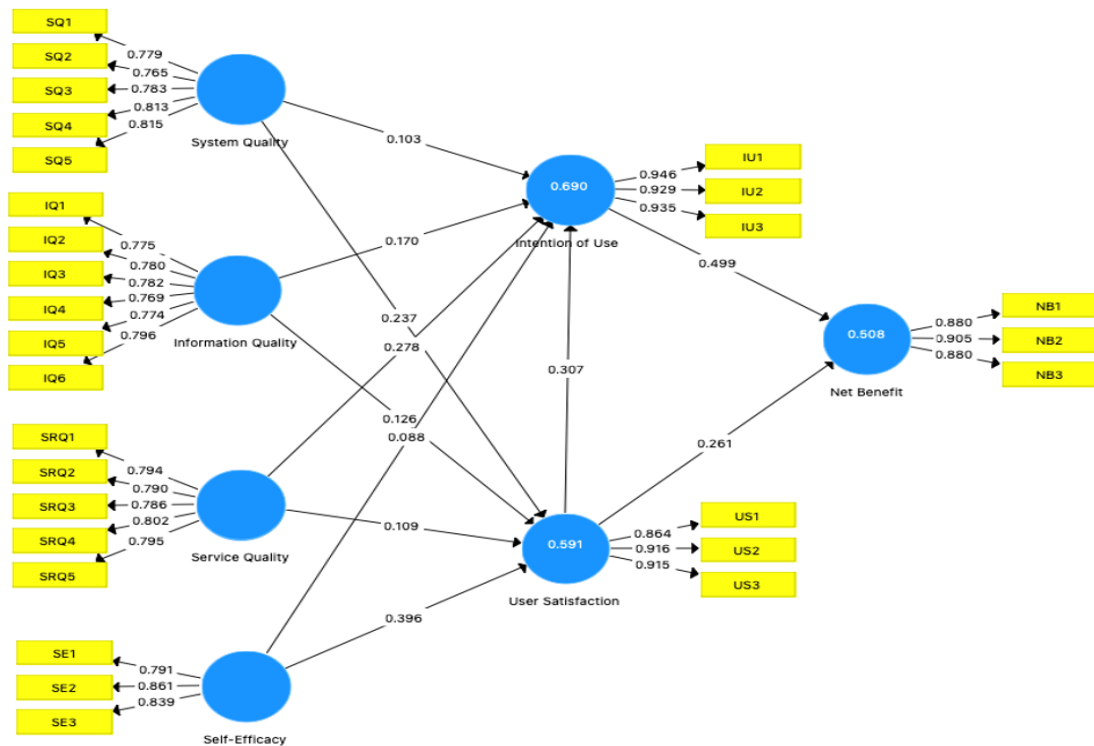 SQ1
SQ2
SQ3
SQ4
SQ5
0.779
0.765
0.783
0.813
0.815
System Quality
IQ1
IQ2
IQ3
IQ4
IQ5
IQ6
0.775
0.780
0.782
0.769
0.774
0.796
Information Quality
SRQ1
SRQ2
SRQ3
SRQ4
SRQ5
0.794
0.790
0.786
0.802
0.795
Service Quality
SE1
SE2
SE3
0.791
0.861
0.839
Self-Efficacy
0.103
0.170
0.237
0.278
0.126
0.088
0.109
0.396
0.690
Intention of Use
0.946
0.929
0.935
IU1
IU2
IU3
0.307
0.591
User Satisfaction
0.864
0.916
0.915
US1
US2
US3
0.499
0.261
0.508
Net Benefit
0.880
0.905
0.880
NB1
NB2
NB3